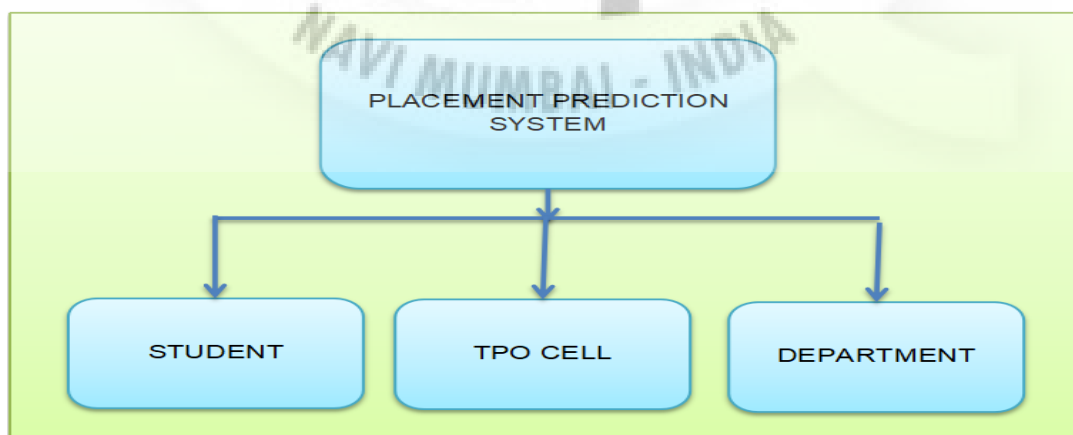 NAVI MUMBAI - INDIA
PLACEMENT PREDICTION
SYSTEM
STUDENT
TPO CELL
DEPARTMENT